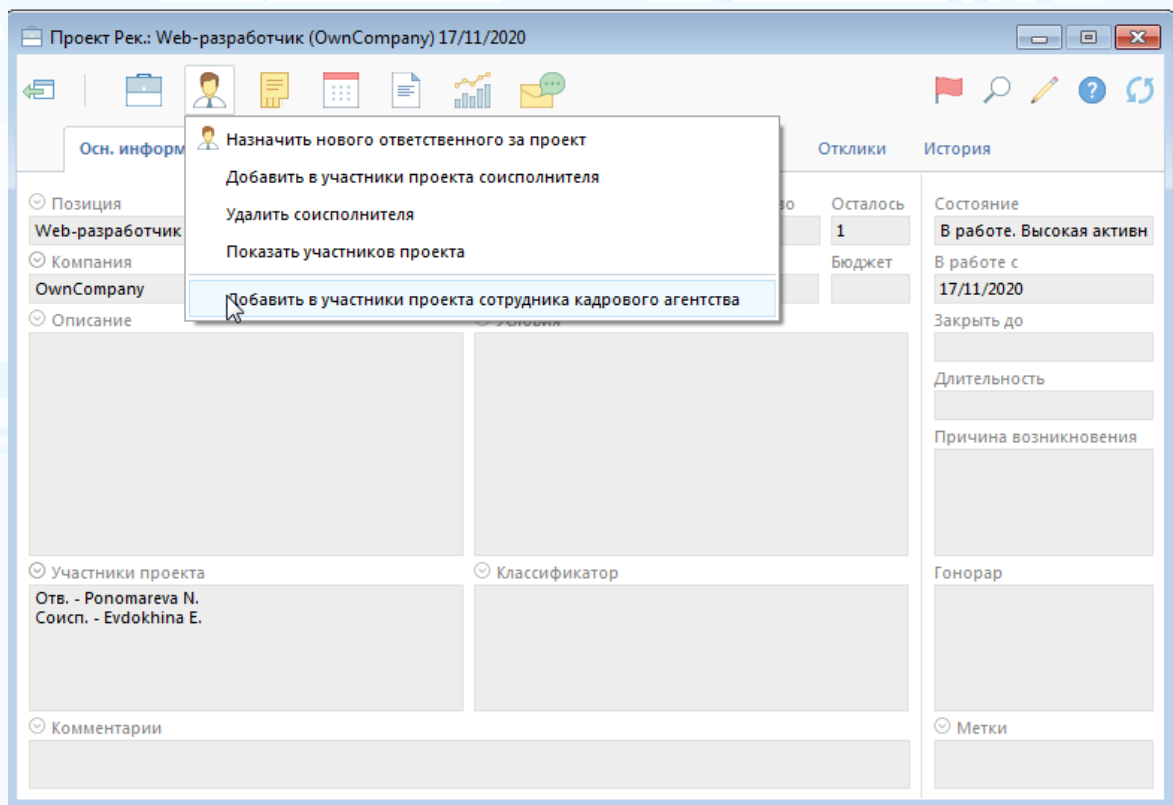 Проект Рек.: Web-разработчик (OwnCompany) 17/11/2020
Назначить нового ответственного за проект
Добавить в участники проекта соисполнителя
Удалить соисполнителя
Показать участников проекта
Добавить в участники проекта сотрудника кадрового агентства
Осн. информ
Отклики
История
Позиция
Осталось
Состояние
Web-разработчик
1
В работе. Высокая активн
Компания
Бюджет
В работе с
OwnCompany
17/11/2020
Описание
Условия
Закрыть до
Длительность
Причина возникновения
Участники проекта
Классификатор
Гонорар
Отв. - Ponomareva N.
Соисп. - Evdokhina E.
Комментарии
Метки